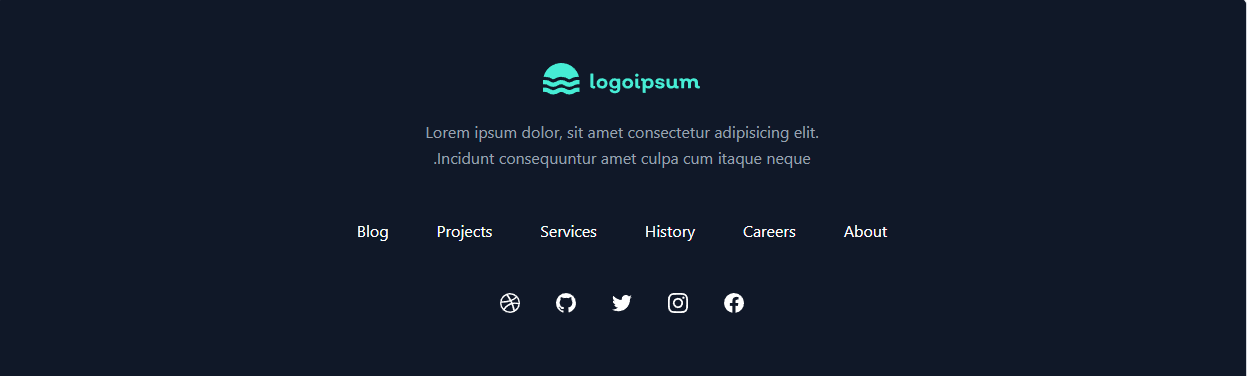 logoipsum
Lorem ipsum dolor, sit amet consectetur adipisicing elit.
.Incidunt consequuntur amet culpa cum itaque neque
Blog Projects Services History Careers About